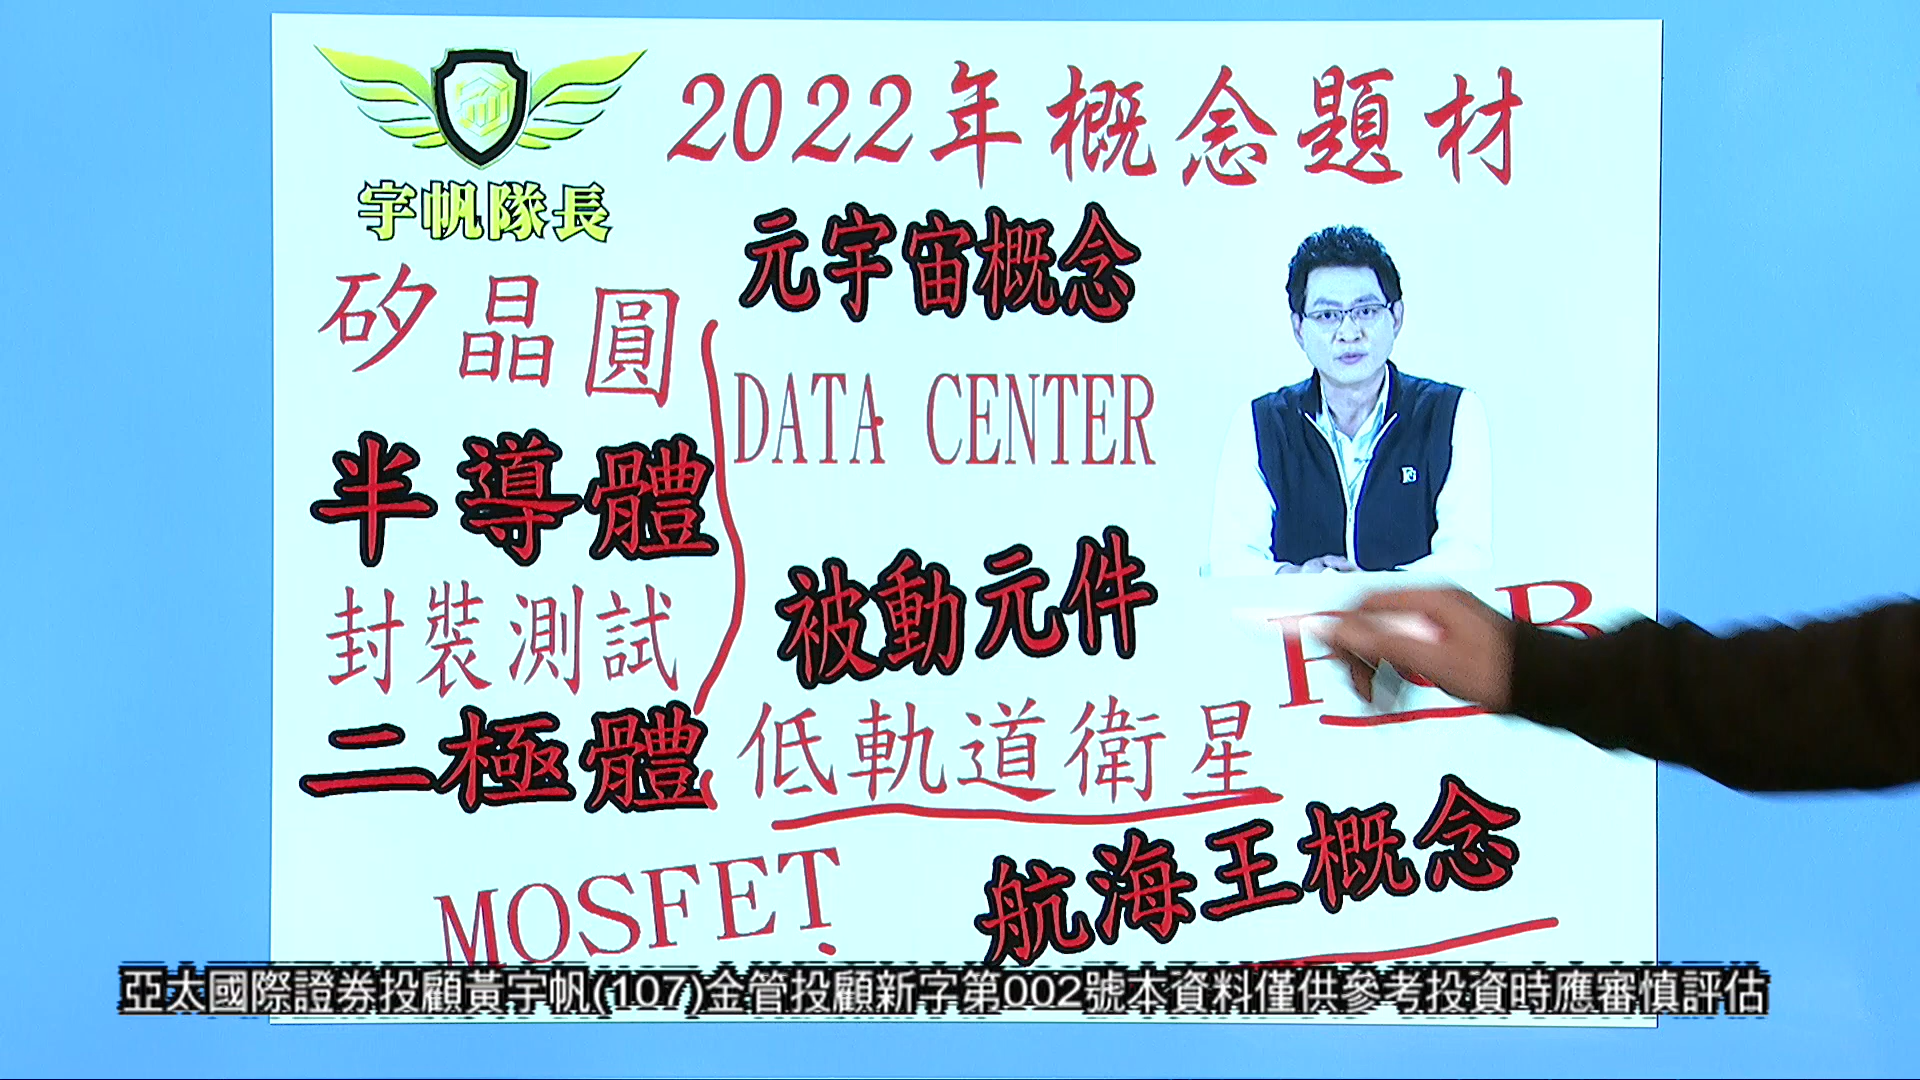 2022年概念題材
宇帆隊長
元宇宙概念
矽晶圓
DATA CENTER
半導體
被動元件
封裝測試
二極體
低軌道衛星
MOSFET
航海王概念
亞太國際證券投顧黃宇帆(107)金管投顧新字第002號本資料僅供參考投資時應審慎評估